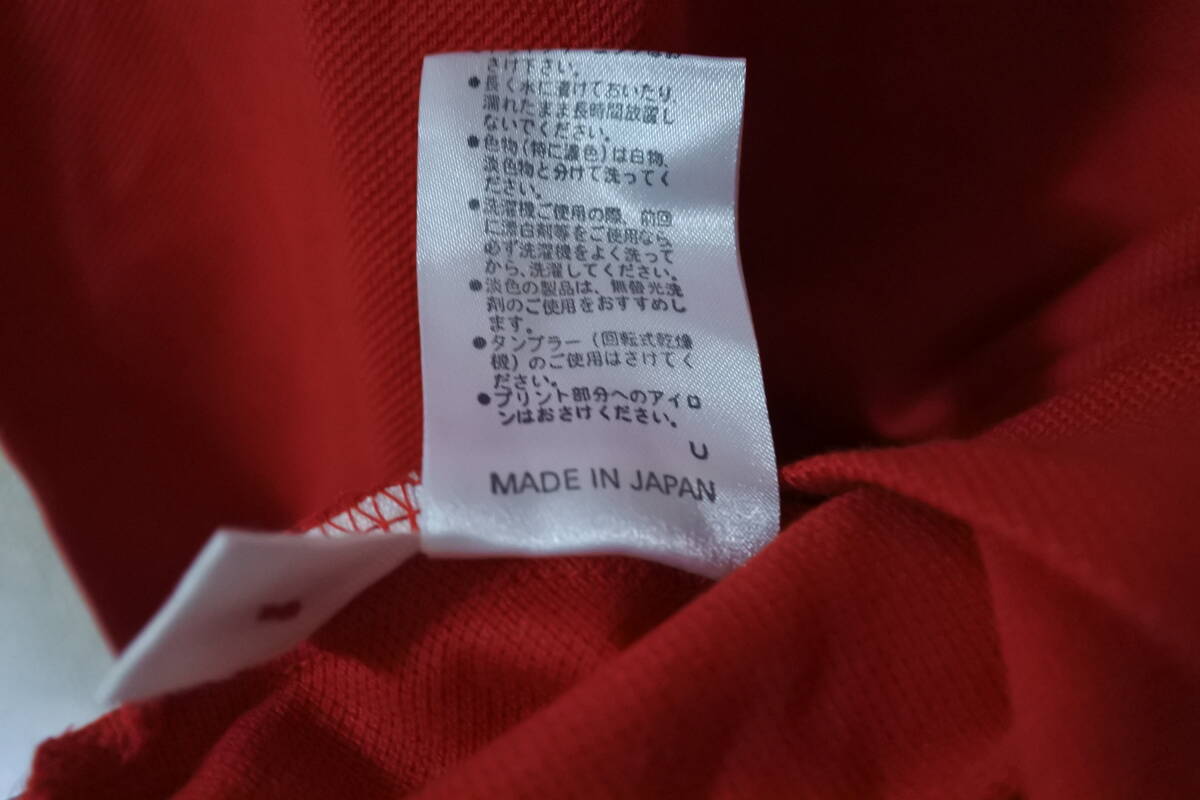 さけ下さい。
●長く水に漬けておいたり、
濡れたまま長時間放置し
ないでください。
●色物(特に濃色)は白物、
淡色物と分けて洗ってく
ださい。
●洗濯機ご使用の際、前回
に漂白剤等をご使用なら
必ず洗濯機をよく洗って
から、洗濯してください。
●淡色の製品は、無螢光洗
剤のご使用をおすすめし
ます。
●タンブラー(回転式乾燥
機)のご使用はさけてく
ださい。
●プリント部分へのアイロ
ンはおさけください。
U
MADE IN JAPAN